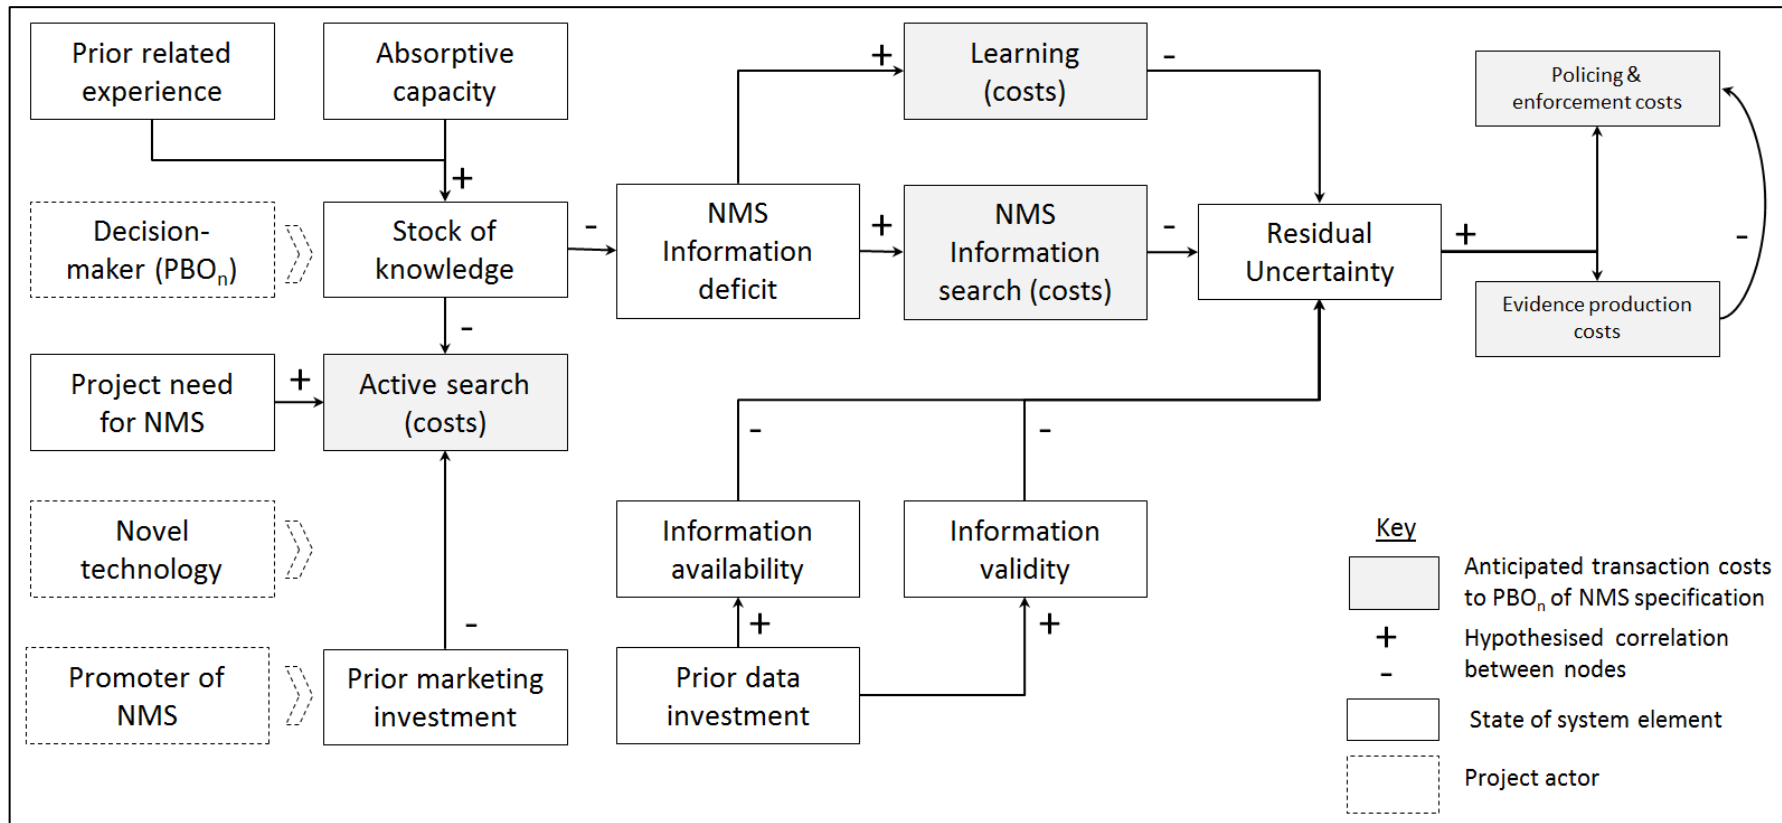 Prior related
experience
Absorptive
capacity
+
Learning
(costs)
-
Policing &
enforcement costs
+
Decision-
maker (PBOn)
Stock of
knowledge
-
NMS
Information
deficit
+
NMS
Information
search (costs)
-
Residual
Uncertainty
+
-
Evidence production
costs
-
Project need
for NMS
+
Active search
(costs)
-
-
Novel
technology
Information
availability
Information
validity
-
+
+
Promoter of
NMS
Prior marketing
investment
Prior data
investment
Key
Anticipated transaction costs
to PBOn of NMS specification
+
Hypothesised correlation
between nodes
-
State of system element
Project actor